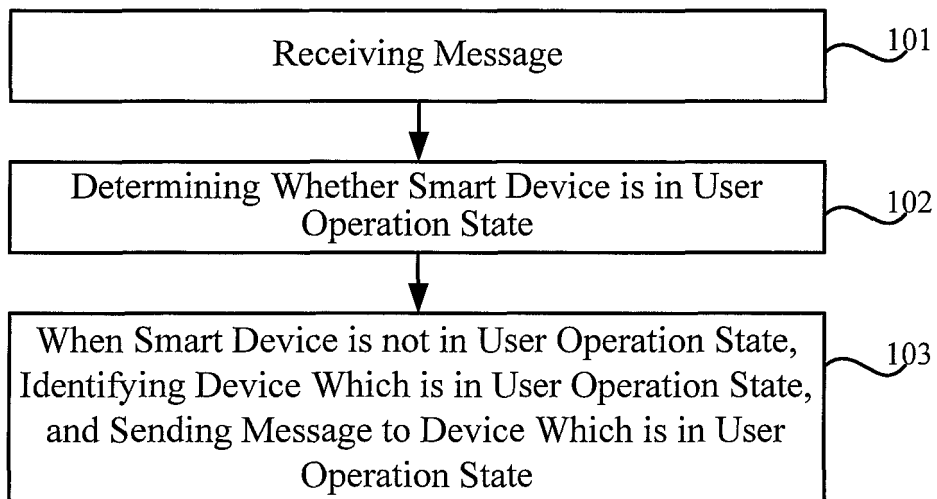 Receiving Message
101
Determining Whether Smart Device is in User
Operation State
102
When Smart Device is not in User Operation State,
Identifying Device Which is in User Operation State,
and Sending Message to Device Which is in User
Operation State
103